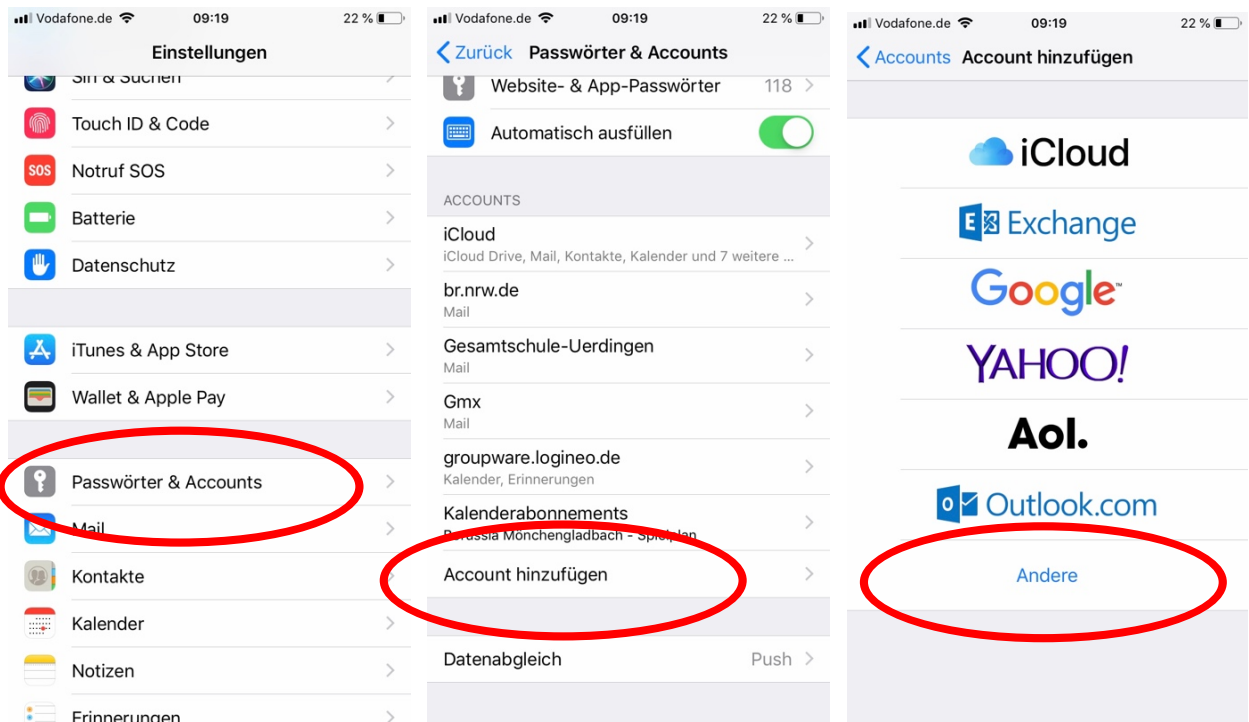 Vodafone.de 09:19 22 %
Einstellungen
Siri & Suchen
Touch ID & Code
SOS Notruf SOS
Batterie
Datenschutz
iTunes & App Store
Wallet & Apple Pay
Passwörter & Accounts
Mail
Kontakte
Kalender
Notizen
Erinnerungen
Vodafone.de 09:19 22 %
Zurück Passwörter & Accounts
Website- & App-Passwörter 118
Automatisch ausfüllen
ACCOUNTS
iCloud
iCloud Drive, Mail, Kontakte, Kalender und 7 weitere ...
br.nrw.de
Mail
Gesamtschule-Uerdingen
Mail
Gmx
Mail
groupware.logineo.de
Kalender, Erinnerungen
Kalenderabonnements
Borussia Mönchengladbach - Spielplan
Account hinzufügen
Datenabgleich Push
Vodafone.de 09:19 22 %
Accounts Account hinzufügen
iCloud
E Exchange
Google™
YAHOO!
Aol.
o Outlook.com
Andere